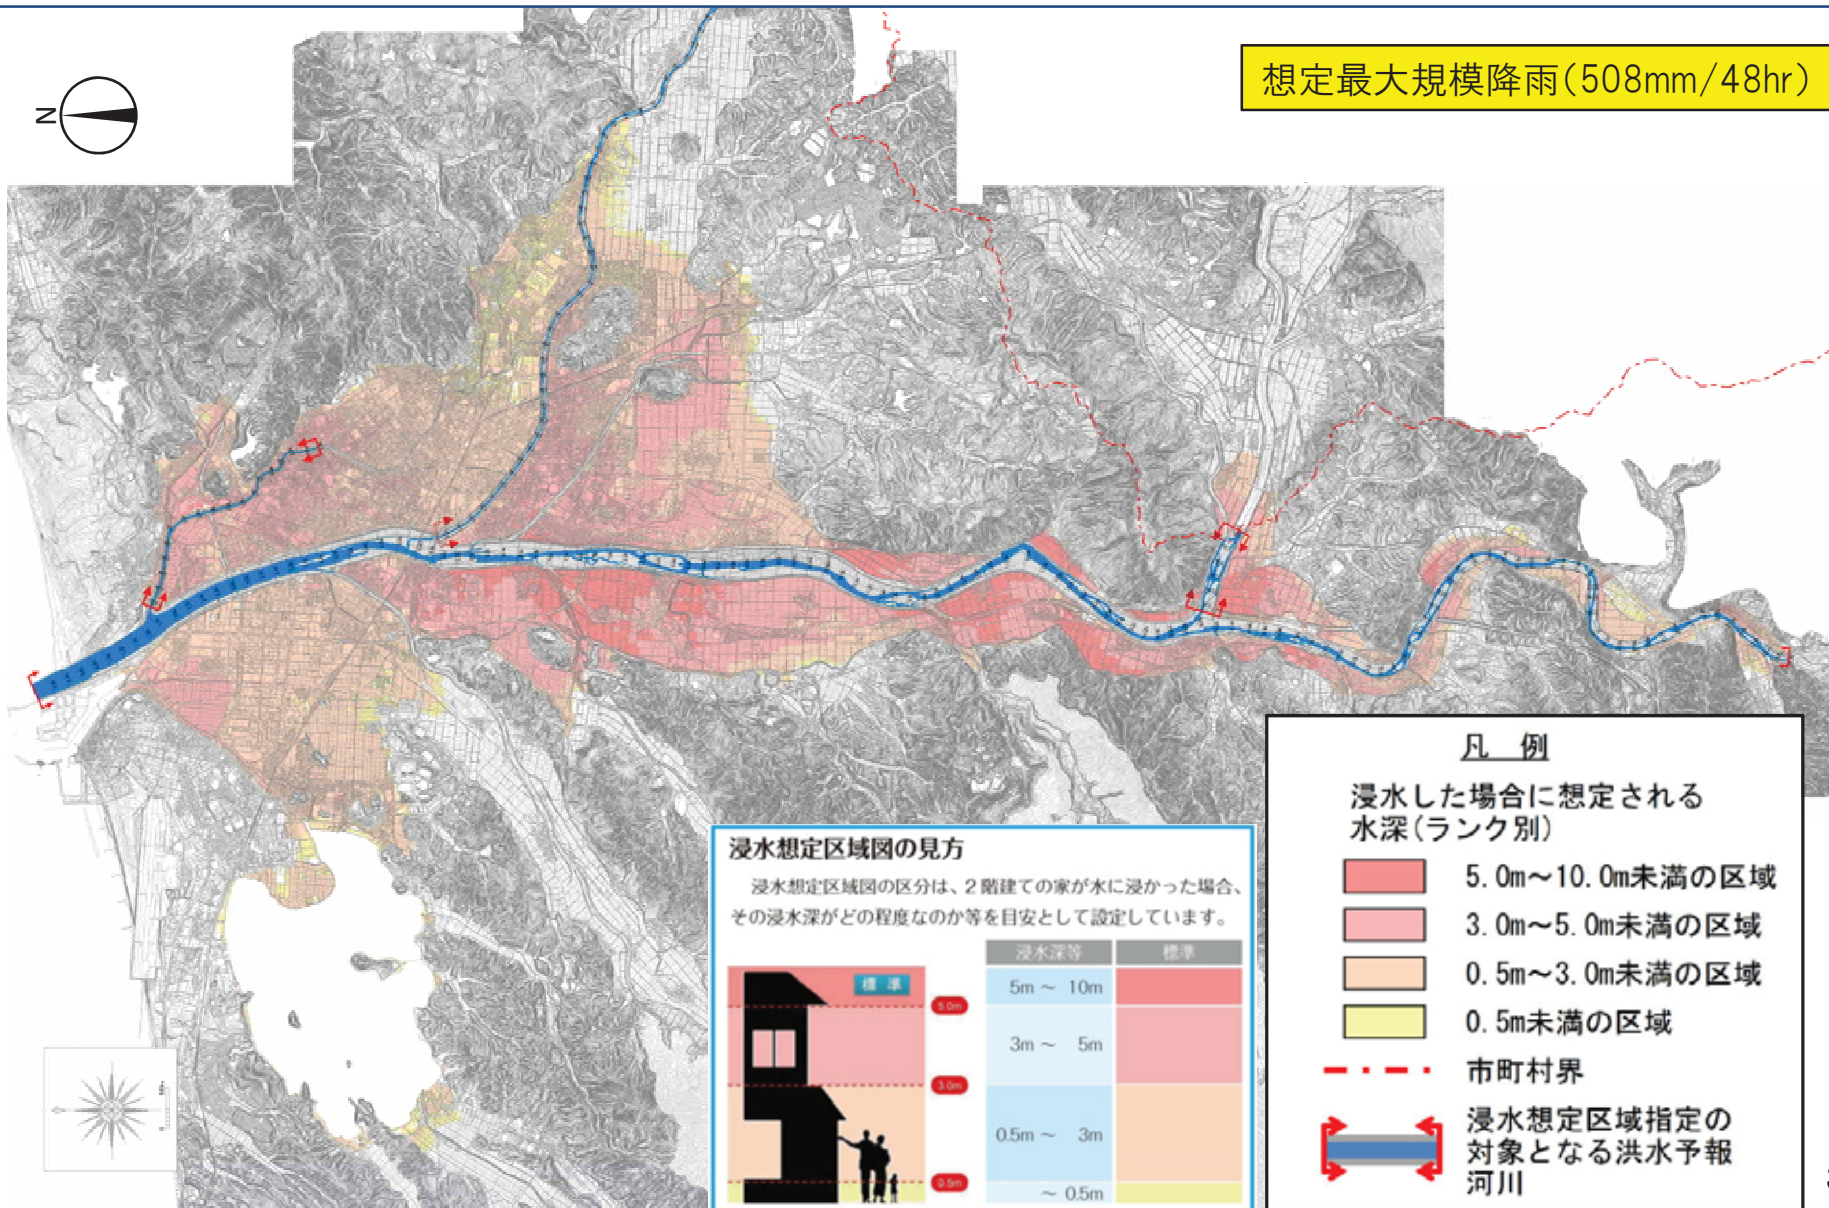 想定最大規模降雨(508mm/48hr)
N
浸水想定区域図の見方
浸水想定区域図の区分は、2階建ての家が水に浸かった場合、
その浸水深がどの程度なのか等を目安として設定しています。
浸水深等 標準
標準
5m ～ 10m
5.0m
3m ～ 5m
3.0m
0.5m ～ 3m
0.5m
～ 0.5m
凡 例
浸水した場合に想定される
水深(ランク別)
5.0m～10.0m未満の区域
3.0m～5.0m未満の区域
0.5m～3.0m未満の区域
0.5m未満の区域
市町村界
浸水想定区域指定の
対象となる洪水予報
河川